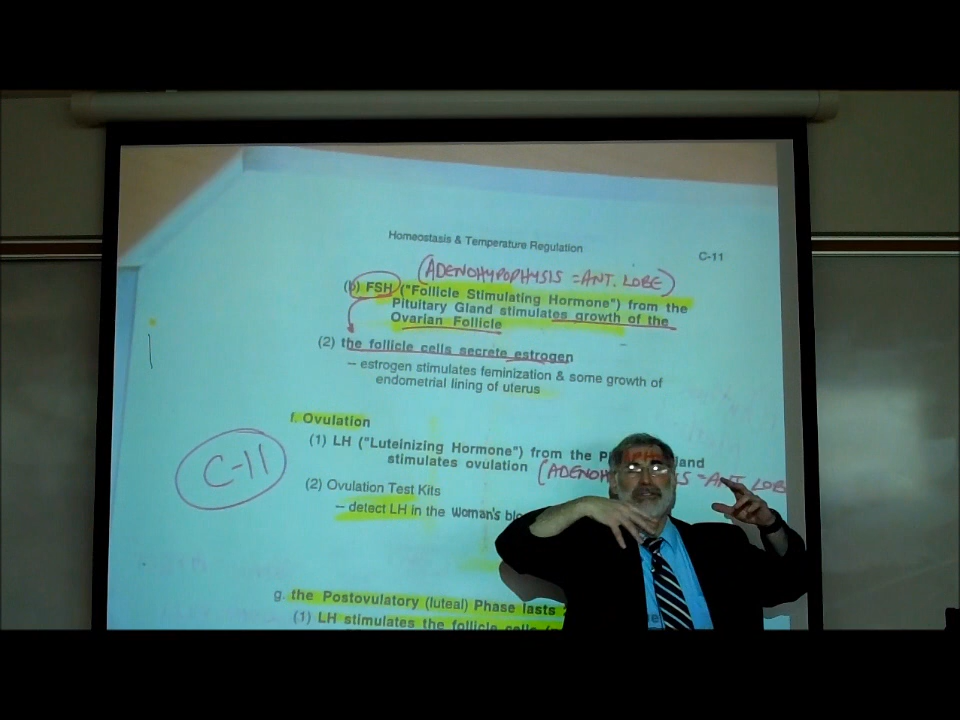 Homeostasis & Temperature Regulation
C-11
(ADENOHYPOPHYSIS = ANT. LOBE)
(b) FSH ("Follicle Stimulating Hormone") from the
Pituitary Gland stimulates growth of the
Ovarian Follicle
(2) the follicle cells secrete estrogen
– estrogen stimulates feminization & some growth of
endometrial lining of uterus
f. Ovulation
(1) LH ("Luteinizing Hormone") from the
stimulates ovulation
C-11
(2) Ovulation Test Kits
– detect LH in the Woman's
g. the Postovulatory (luteal) Phase lasts
(1) LH stimulates the follicle cells